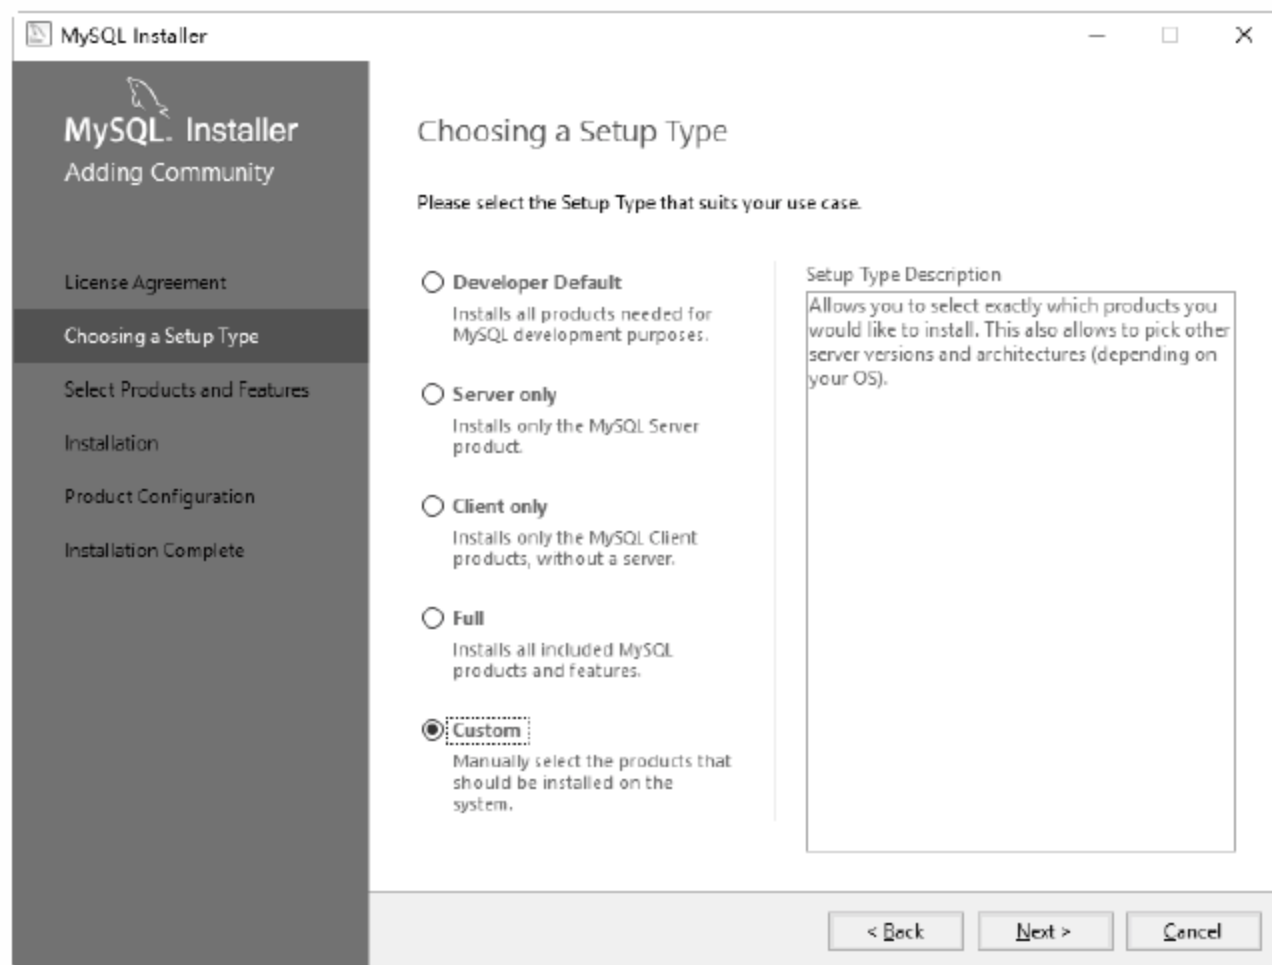 MySQL Installer
MySQL. Installer
Adding Community
License Agreement
Choosing a Setup Type
Select Products and Features
Installation
Product Configuration
Installation Complete
Choosing a Setup Type
Please select the Setup Type that suits your use case.
Developer Default
Installs all products needed for
MySQL development purposes.
Server only
Installs only the MySQL Server
product.
Client only
Installs only the MySQL Client
products, without a server.
Full
Installs all included MySQL
products and features.
Custom
Manually select the products that
should be installed on the
system.
Setup Type Description
Allows you to select exactly which products you
would like to install. This also allows to pick other
server versions and architectures (depending on
your OS).
< Back
Next >
Cancel